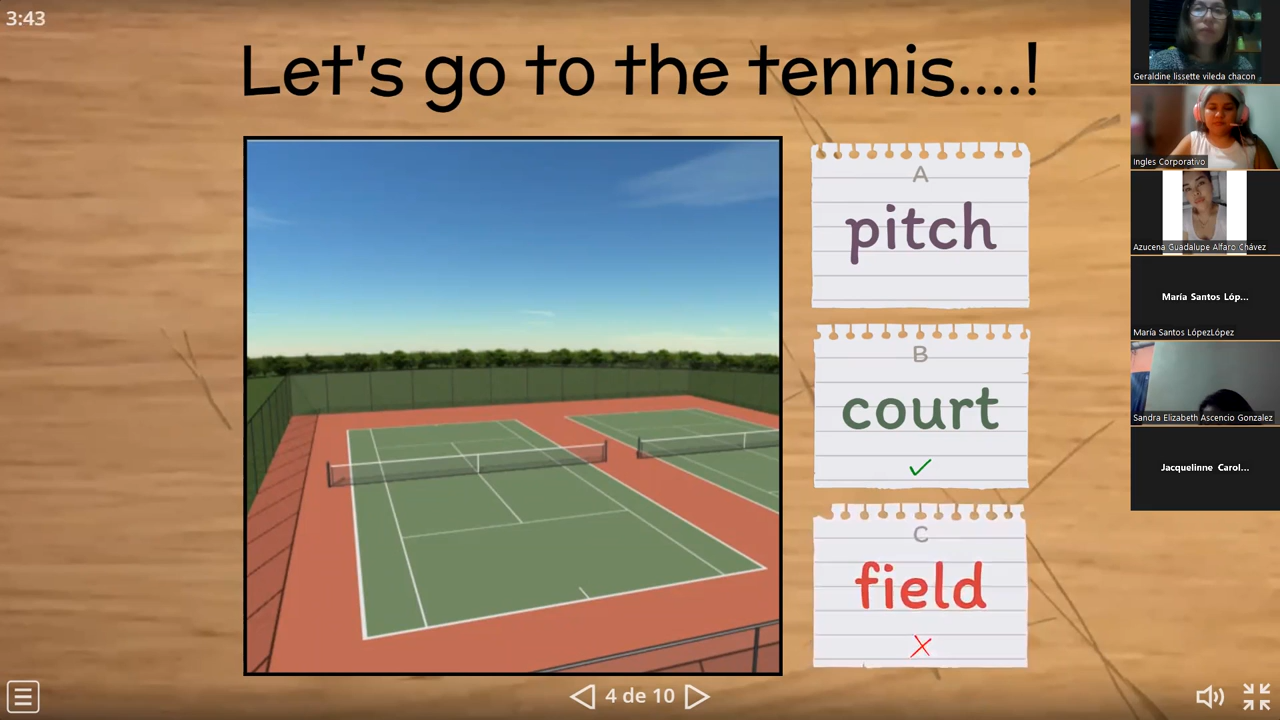 3:43
Let's go to the tennis....!
A
pitch
B
court
C
field
4 de 10
Geraldine lissette vileda chacon
Ingles Corporativo
Azucena Guadalupe Alfaro Chávez
María Santos Lóp...
María Santos LópezLópez
Sandra Elizabeth Ascencio Gonzalez
Jacquelinne Carol...